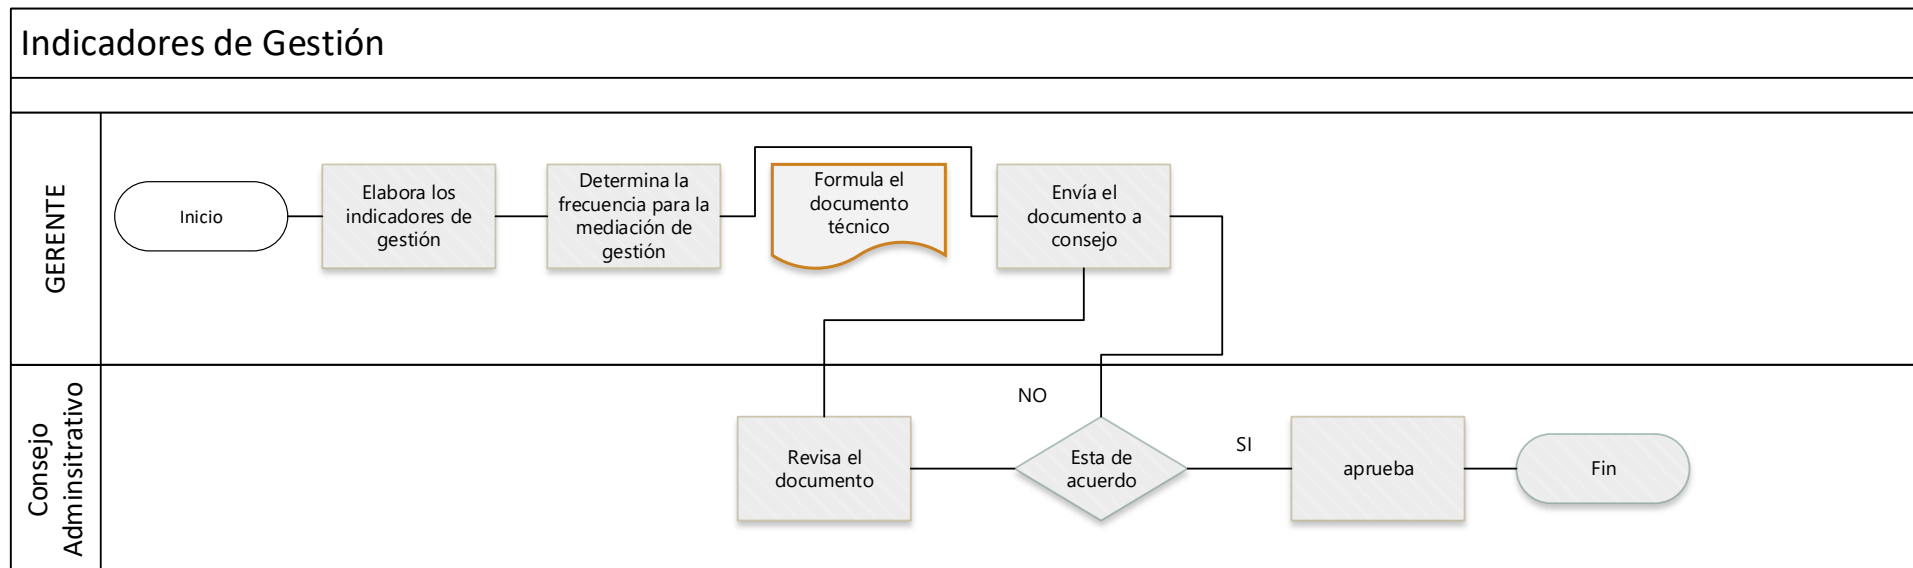 Indicadores de Gestión
GERENTE
Inicio
Elabora los
indicadores de
gestión
Determina la
frecuencia para la
mediación de
gestión
Formula el
documento
técnico
Envía el
documento a
consejo
Consejo
Adminsitrativo
Revisa el
documento
NO
Esta de
acuerdo
SI
aprueba
Fin